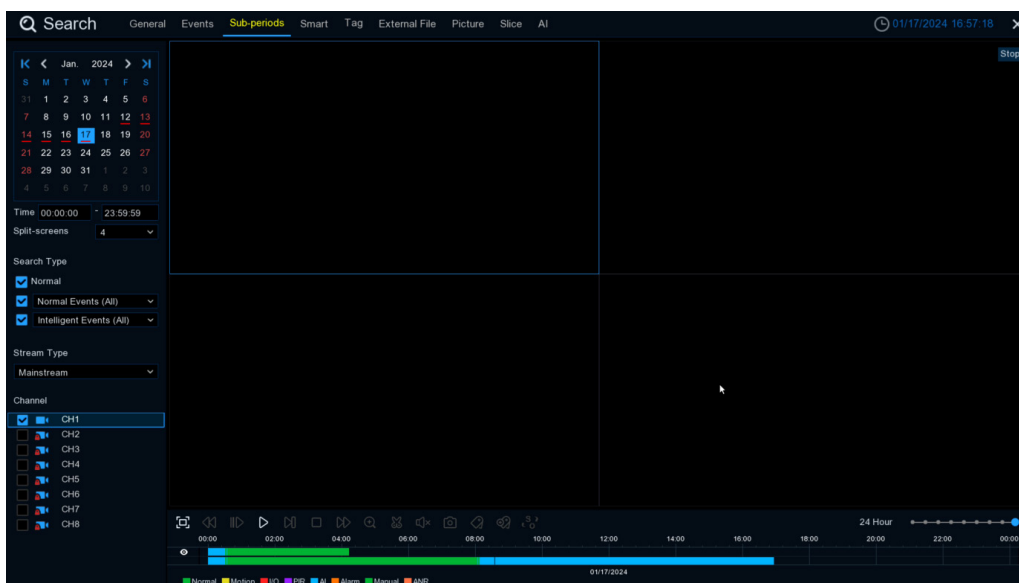 Search General Events Sub-periods Smart Tag External File Picture Slice AI 01/17/2024 16:57:18
Stop
Jan. 2024
S M T W T F S
31 1 2 3 4 5 6
7 8 9 10 11 12 13
14 15 16 17 18 19 20
21 22 23 24 25 26 27
28 29 30 31 1 2 3
4 5 6 7 8 9 10
Time 00:00:00 - 23:59:59
Split-screens 4
Search Type
Normal
Normal Events (All)
Intelligent Events (All)
Stream Type
Mainstream
Channel
CH1
CH2
CH3
CH4
CH5
CH6
CH7
CH8
24 Hour
00:00 02:00 04:00 06:00 08:00 10:00 12:00 14:00 16:00 18:00 20:00 22:00 00:00
01/17/2024
Normal Motion I/O PIR AI Alarm Manual ANR